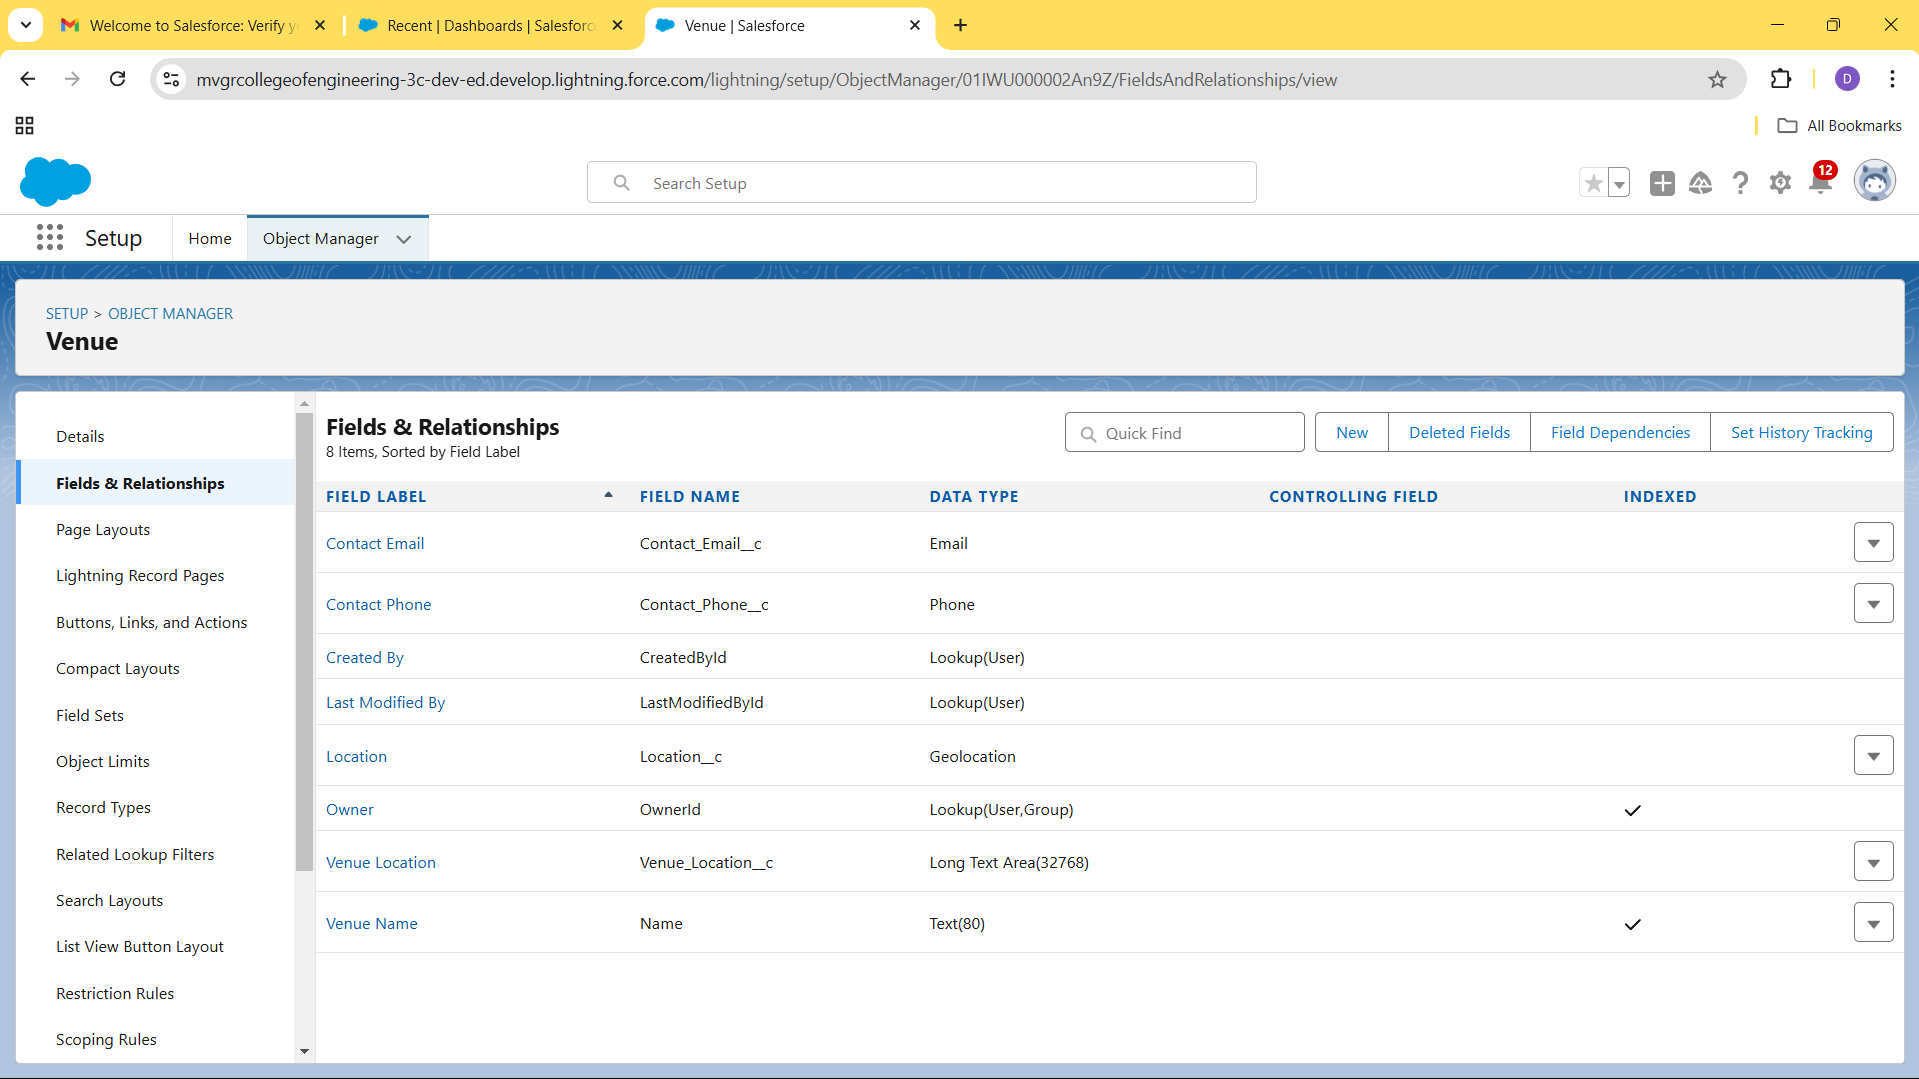 Welcome to Salesforce: Verify y
Recent | Dashboards | Salesforc
Venue | Salesforce
mvgrcollegeofengineering-3c-dev-ed.develop.lightning.force.com/lightning/setup/ObjectManager/01IWU000002An9Z/FieldsAndRelationships/view
D
All Bookmarks
Search Setup
12
Setup
Home
Object Manager
SETUP > OBJECT MANAGER
Venue
Details
Fields & Relationships
Page Layouts
Lightning Record Pages
Buttons, Links, and Actions
Compact Layouts
Field Sets
Object Limits
Record Types
Related Lookup Filters
Search Layouts
List View Button Layout
Restriction Rules
Scoping Rules
Fields & Relationships
8 Items, Sorted by Field Label
Quick Find
New
Deleted Fields
Field Dependencies
Set History Tracking
FIELD LABEL FIELD NAME DATA TYPE CONTROLLING FIELD INDEXED
Contact Email Contact_Email__c Email
Contact Phone Contact_Phone__c Phone
Created By CreatedById Lookup(User)
Last Modified By LastModifiedById Lookup(User)
Location Location__c Geolocation
Owner OwnerId Lookup(User,Group)
Venue Location Venue_Location__c Long Text Area(32768)
Venue Name Name Text(80)